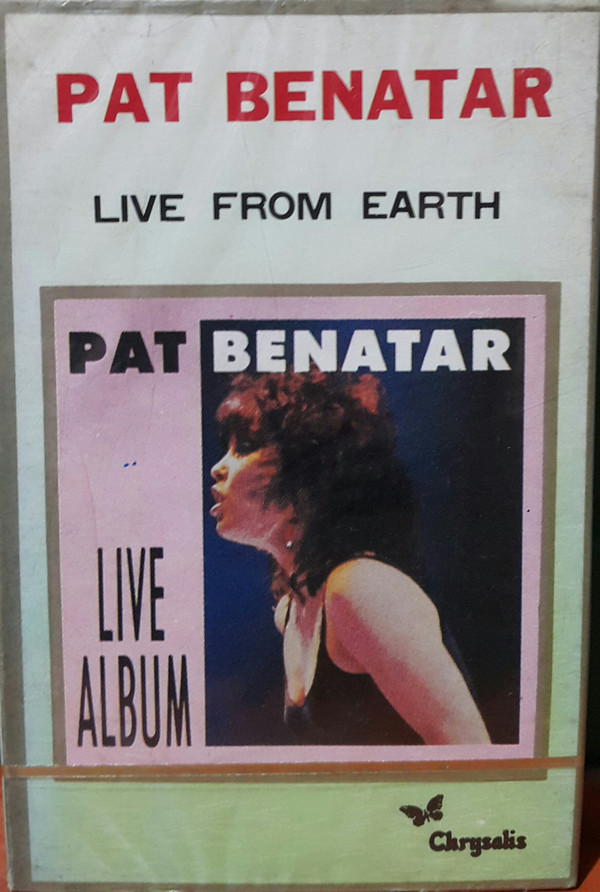 PAT BENATAR
LIVE FROM EARTH
PAT BENATAR
LIVE
ALBUM
Chrysalis